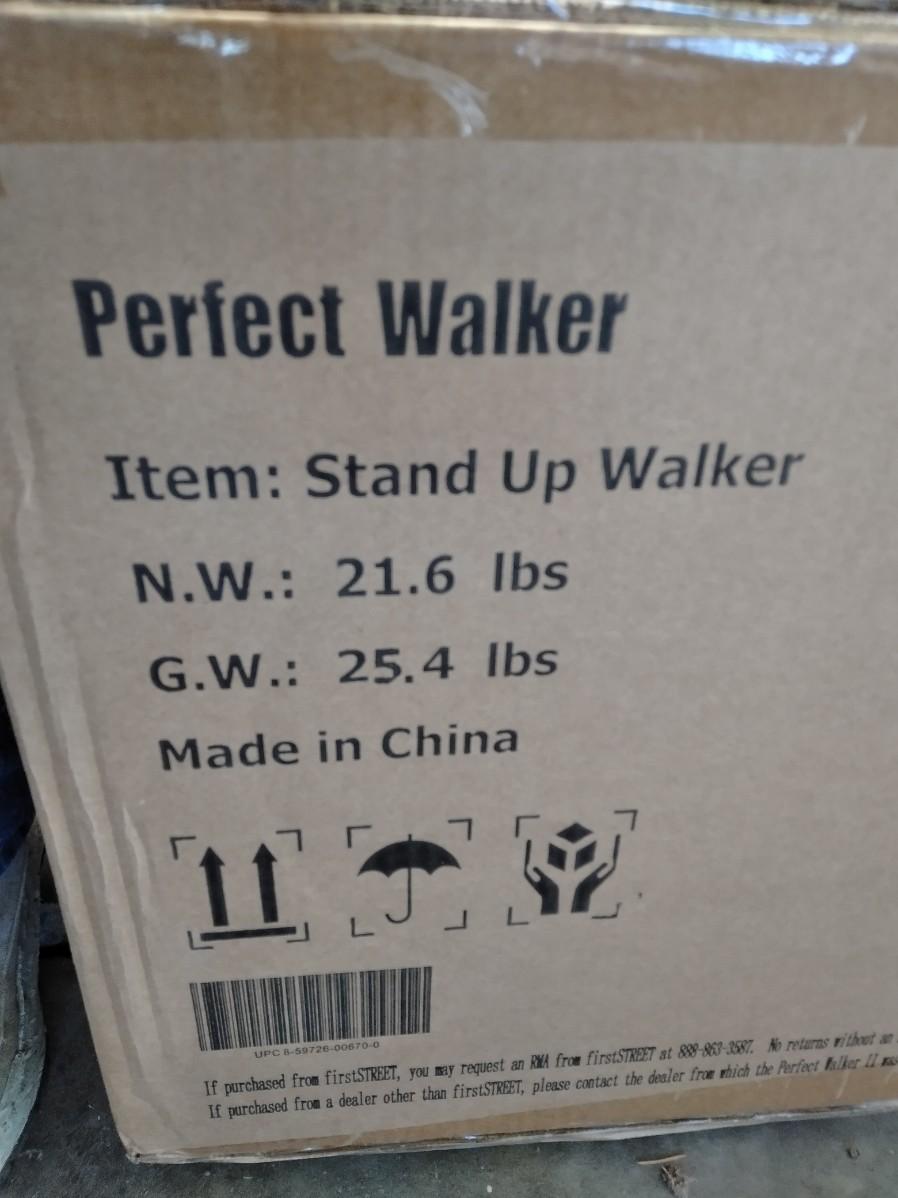 Perfect Walker
Item: Stand Up Walker
N.W.: 21.6 lbs
G.W.: 25.4 lbs
Made in China
UPC 8-59726-00670-0
If purchased from firstSTREET, you may request an RMA from firstSTREET at 888-863-3587. No returns without an
If purchased from a dealer other than firstSTREET, please contact the dealer from which the Perfect Walker II was